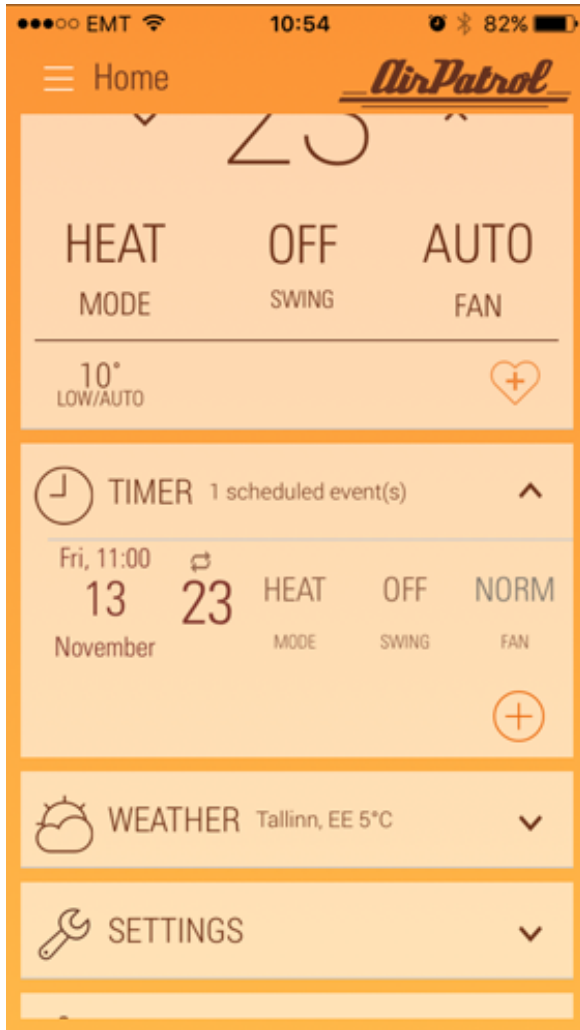 EMT 10:54 82%
Home AirPatrol
23
HEAT OFF AUTO
MODE SWING FAN
10°
LOW/AUTO
TIMER 1 scheduled event(s)
Fri, 11:00
13 23 HEAT OFF NORM
November MODE SWING FAN
WEATHER Tallinn, EE 5°C
SETTINGS